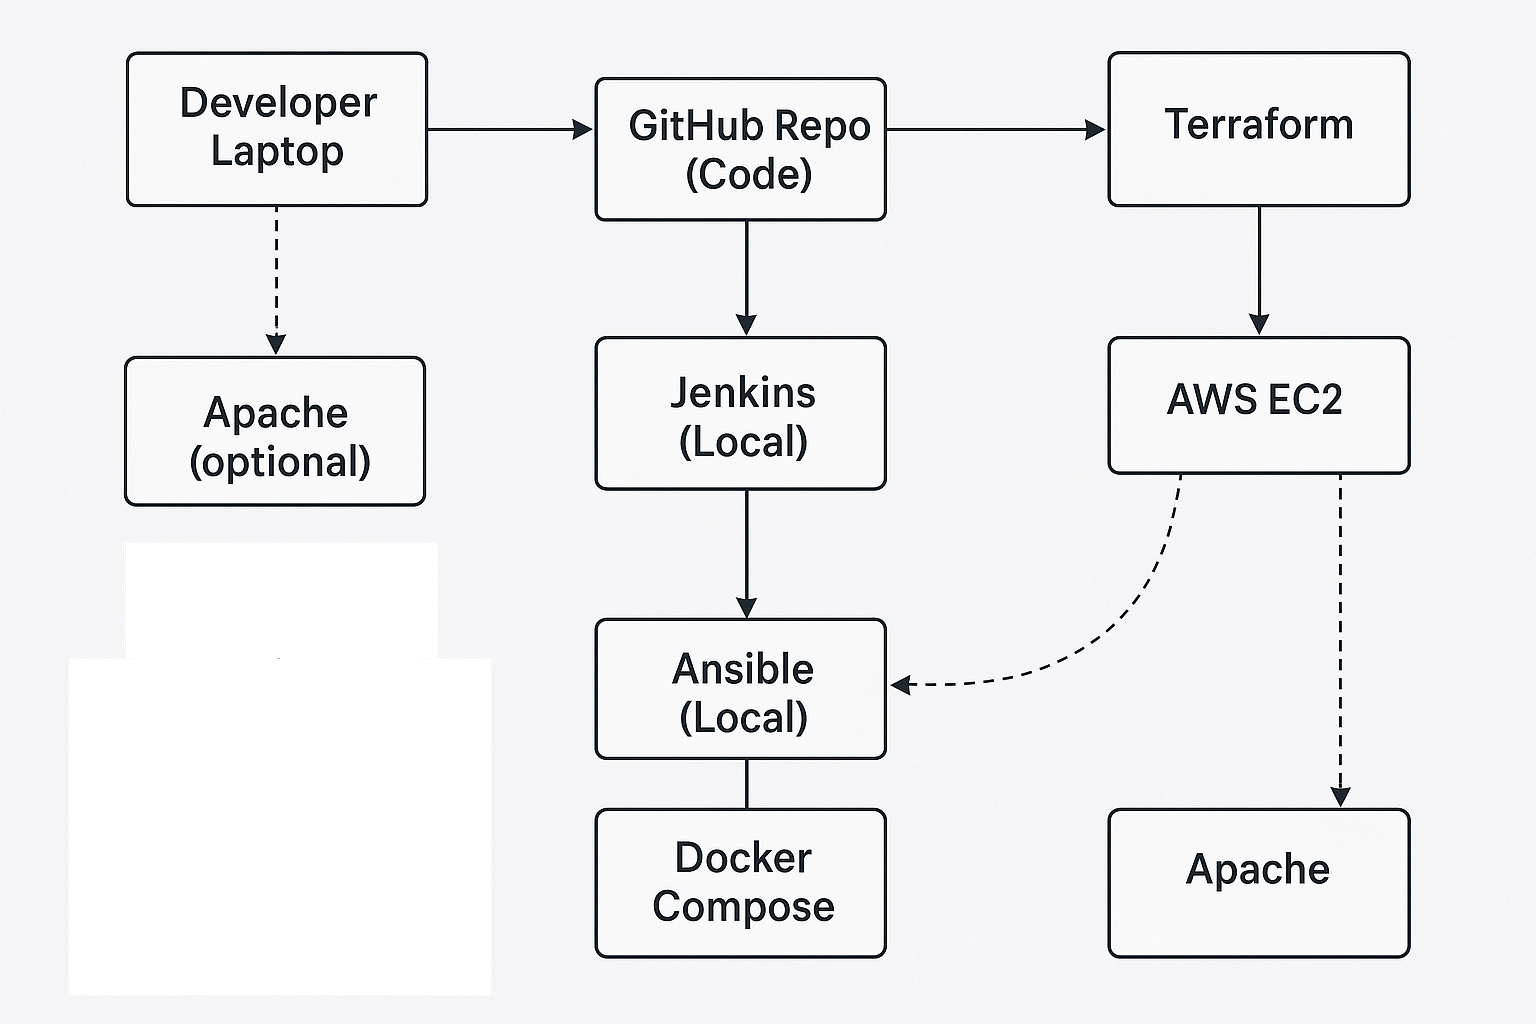 Developer
Laptop
GitHub Repo
(Code)
Terraform
Apache
(optional)
Jenkins
(Local)
AWS EC2
Ansible
(Local)
Docker
Compose
Apache